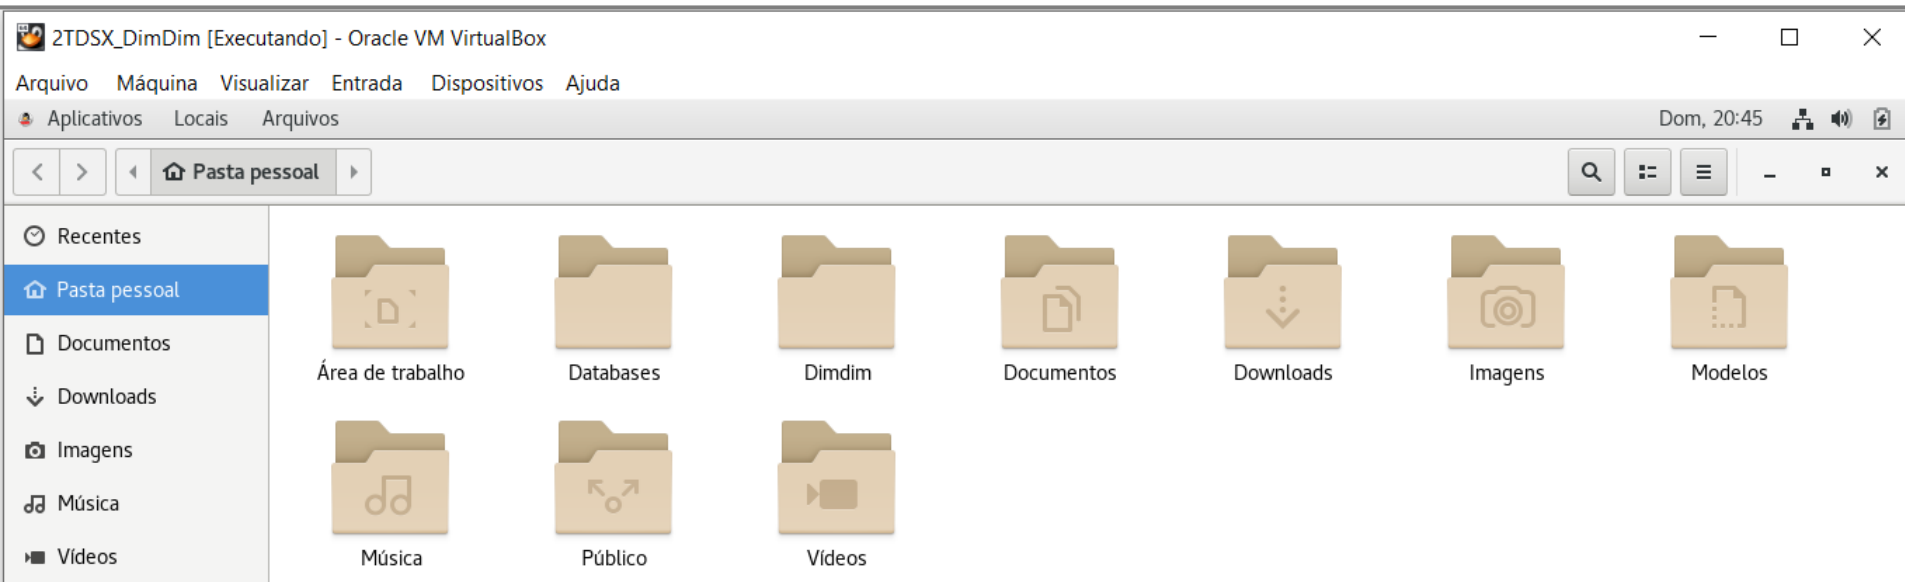 2TDSX_DimDim [Executando] - Oracle VM VirtualBox
Arquivo Máquina Visualizar Entrada Dispositivos Ajuda
Aplicativos Locais Arquivos Dom, 20:45
Pasta pessoal
Recentes
Pasta pessoal
Documentos
Downloads
Imagens
Música
Vídeos
Área de trabalho Databases Dimdim Documentos Downloads Imagens Modelos
Música Público Vídeos